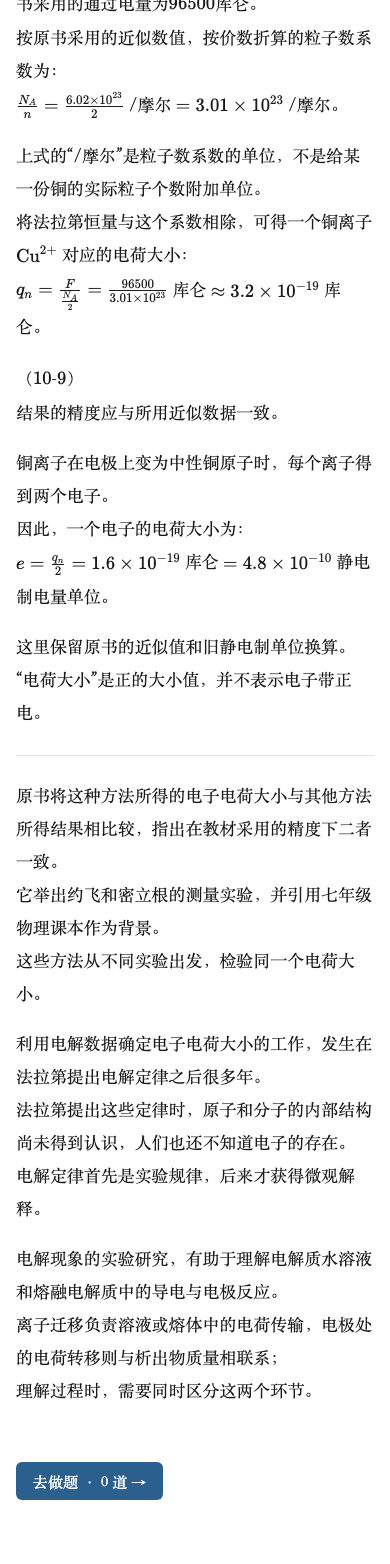 书采用的通过电量为96500库仑。
按原书采用的近似数值，按价数折算的粒子数系
数为：
N_A/n = 6.02×10²³/2 /摩尔 = 3.01 × 10²³ /摩尔。
上式的“/摩尔”是粒子数系数的单位，不是给某
一份铜的实际粒子个数附加单位。
将法拉第恒量与这个系数相除，可得一个铜离子
Cu²⁺ 对应的电荷大小：
qₙ = F/(N_A/2) = 96500/3.01×10²³ 库仑 ≈ 3.2 × 10⁻¹⁹ 库
仑。
（10-9）
结果的精度应与所用近似数据一致。
铜离子在电极上变为中性铜原子时，每个离子得
到两个电子。
因此，一个电子的电荷大小为：
e = qₙ/2 = 1.6 × 10⁻¹⁹ 库仑 = 4.8 × 10⁻¹⁰ 静电
制电量单位。
这里保留原书的近似值和旧静电制单位换算。
“电荷大小”是正的大小值，并不表示电子带正
电。
原书将这种方法所得的电子电荷大小与其他方法
所得结果相比较，指出在教材采用的精度下二者
一致。
它举出约飞和密立根的测量实验，并引用七年级
物理课本作为背景。
这些方法从不同实验出发，检验同一个电荷大
小。
利用电解数据确定电子电荷大小的工作，发生在
法拉第提出电解定律之后很多年。
法拉第提出这些定律时，原子和分子的内部结构
尚未得到认识，人们也还不知道电子的存在。
电解定律首先是实验规律，后来才获得微观解
释。
电解现象的实验研究，有助于理解电解质水溶液
和熔融电解质中的导电与电极反应。
离子迁移负责溶液或熔体中的电荷传输，电极处
的电荷转移则与析出物质量相联系；
理解过程时，需要同时区分这两个环节。
去做题 · 0 道 →